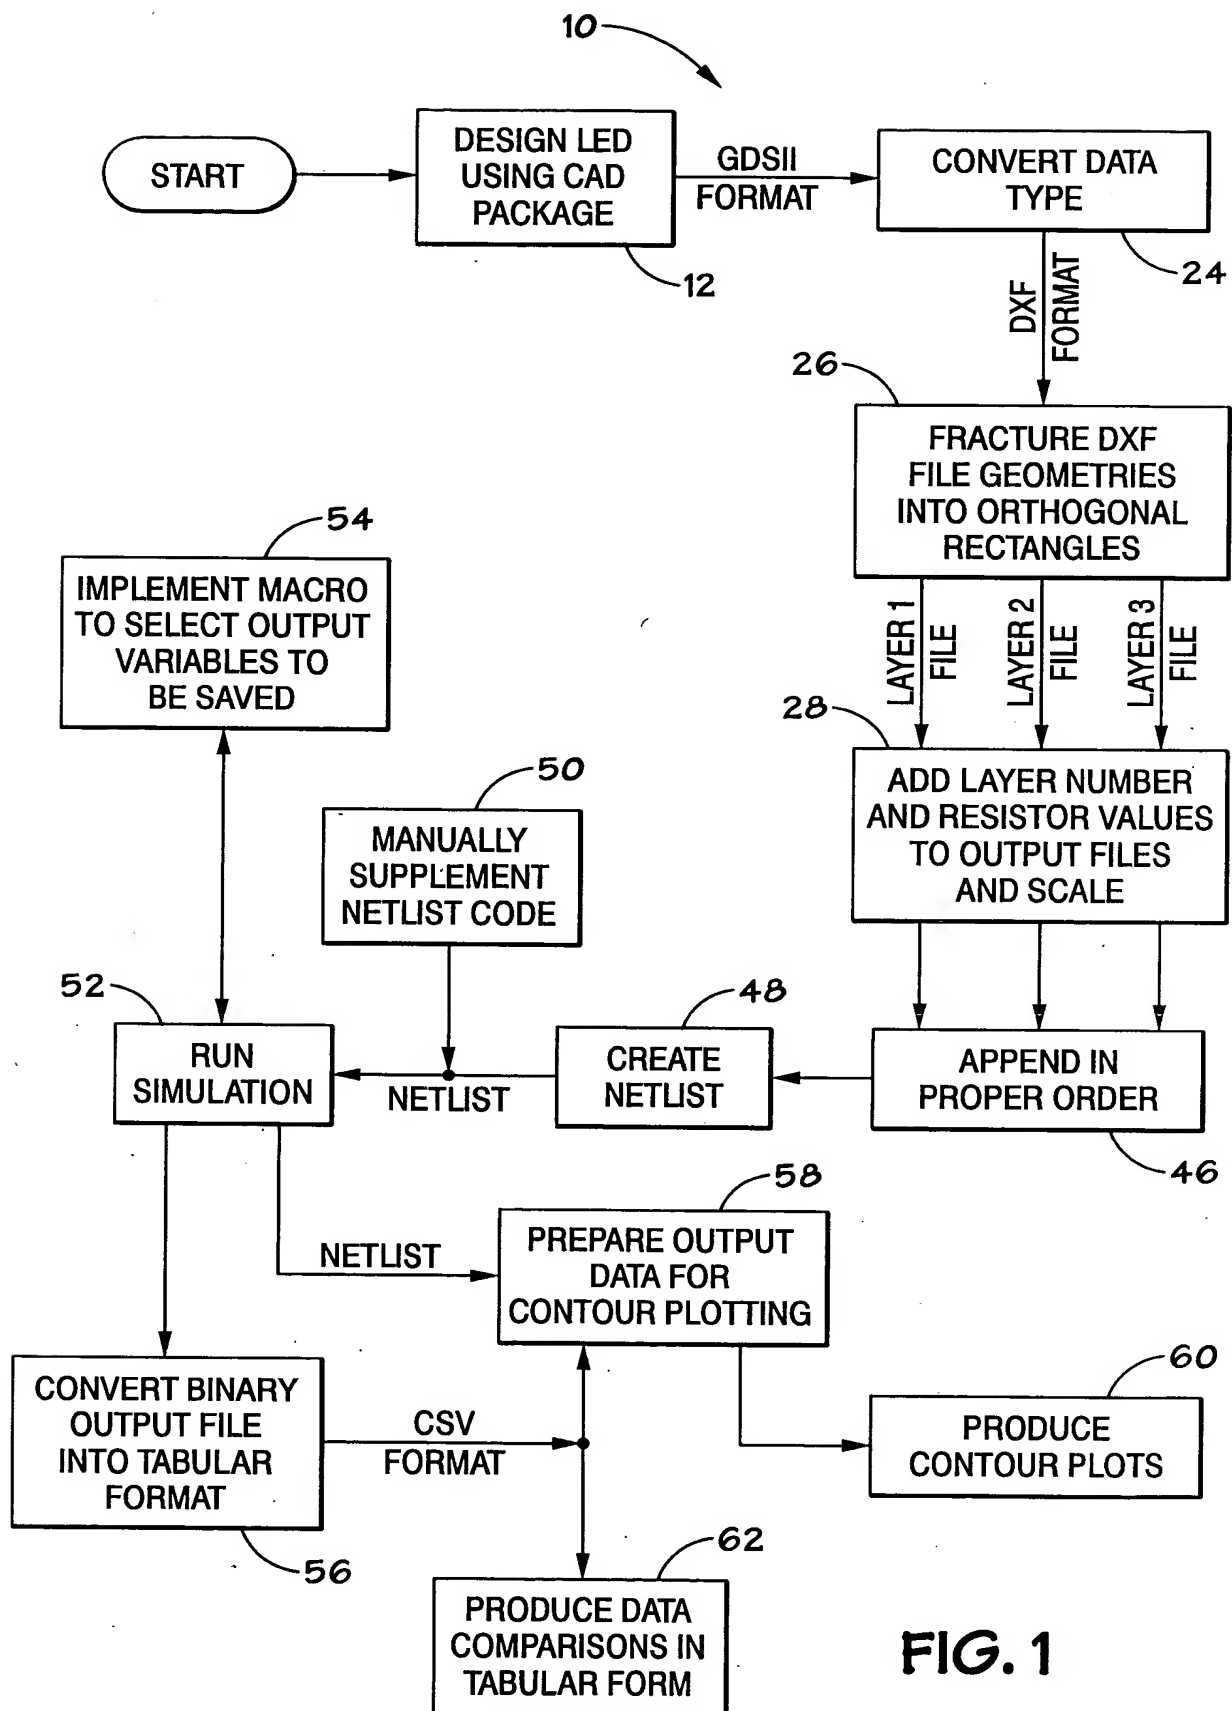 10
START
DESIGN LED
USING CAD
PACKAGE
12
GDSII
FORMAT
CONVERT DATA
TYPE
24
DXF
FORMAT
26
FRACTURE DXF
FILE GEOMETRIES
INTO ORTHOGONAL
RECTANGLES
LAYER 1
FILE
LAYER 2
FILE
LAYER 3
FILE
28
ADD LAYER NUMBER
AND RESISTOR VALUES
TO OUTPUT FILES
AND SCALE
54
IMPLEMENT MACRO
TO SELECT OUTPUT
VARIABLES TO
BE SAVED
50
MANUALLY
SUPPLEMENT
NETLIST CODE
52
RUN
SIMULATION
NETLIST
48
CREATE
NETLIST
APPEND IN
PROPER ORDER
46
58
NETLIST
PREPARE OUTPUT
DATA FOR
CONTOUR PLOTTING
CONVERT BINARY
OUTPUT FILE
INTO TABULAR
FORMAT
56
CSV
FORMAT
60
PRODUCE
CONTOUR PLOTS
62
PRODUCE DATA
COMPARISONS IN
TABULAR FORM
FIG. 1